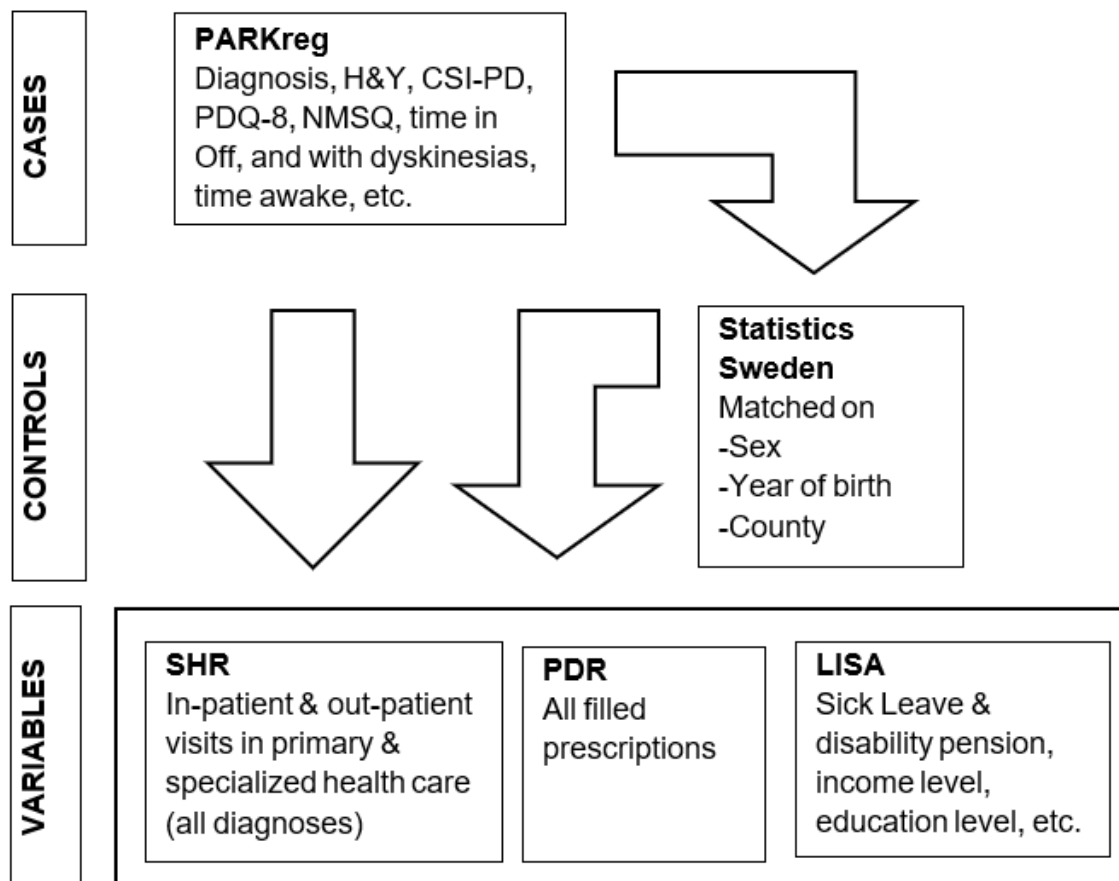 CASES
PARKreg
Diagnosis, H&Y, CSI-PD,
PDQ-8, NMSQ, time in
Off, and with dyskinesias,
time awake, etc.
CONTROLS
Statistics
Sweden
Matched on
-Sex
-Year of birth
-County
VARIABLES
SHR
In-patient & out-patient
visits in primary &
specialized health care
(all diagnoses)
PDR
All filled
prescriptions
LISA
Sick Leave &
disability pension,
income level,
education level, etc.